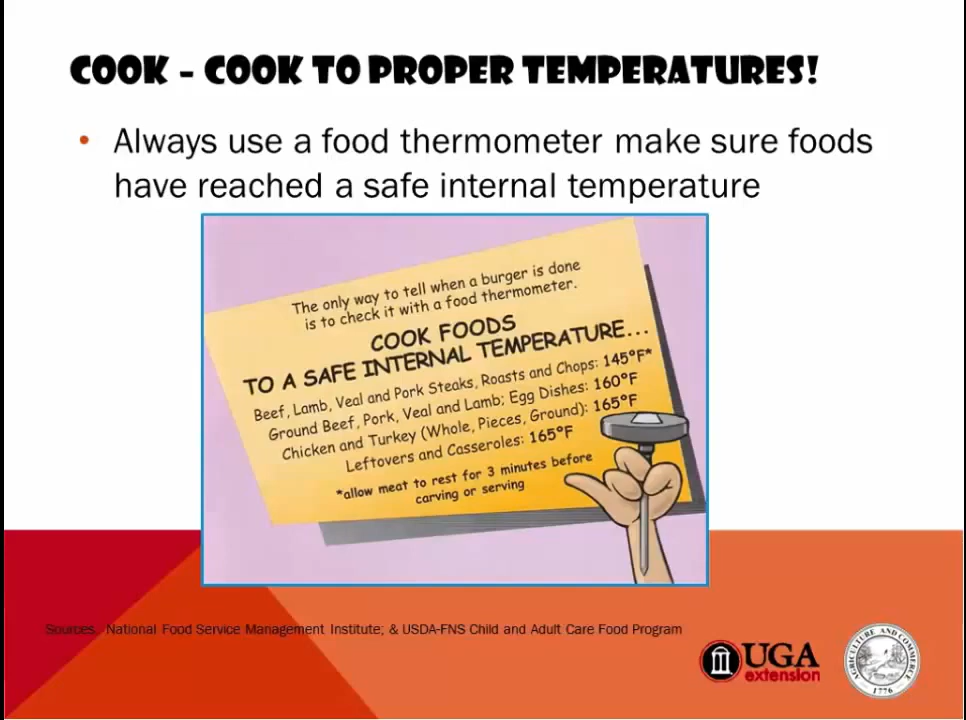 COOK – COOK TO PROPER TEMPERATURES!
• Always use a food thermometer make sure foods
have reached a safe internal temperature
The only way to tell when a burger is done
is to check it with a food thermometer.
COOK FOODS
TO A SAFE INTERNAL TEMPERATURE...
Beef, Lamb, Veal and Pork Steaks, Roasts and Chops: 145°F*
Ground Beef, Pork, Veal and Lamb; Egg Dishes: 160°F
Chicken and Turkey (Whole, Pieces, Ground): 165°F
Leftovers and Casseroles: 165°F
*allow meat to rest for 3 minutes before
carving or serving
Sources. National Food Service Management Institute; & USDA-FNS Child and Adult Care Food Program
UGA
extension
AGRICULTURE AND COMMERCE
1776